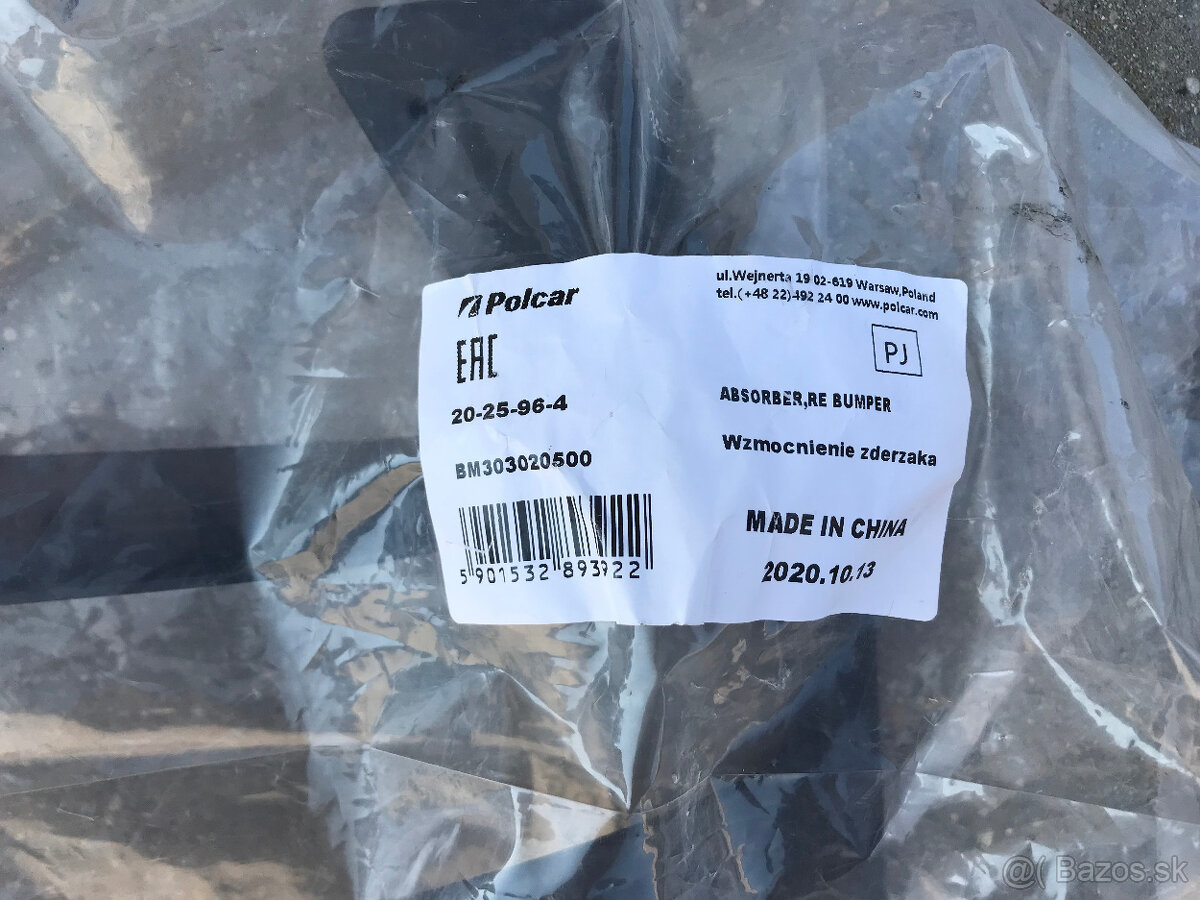 Polcar
ul.Wejnerta 19 02-619 Warsaw,Poland
tel.(+48 22)492 24 00 www.polcar.com
EAC
PJ
20-25-96-4
ABSORBER,RE BUMPER
BM303020500
Wzmocnienie zderzaka
5 901532 893922
MADE IN CHINA
2020.10.13
@( Bazos.sk